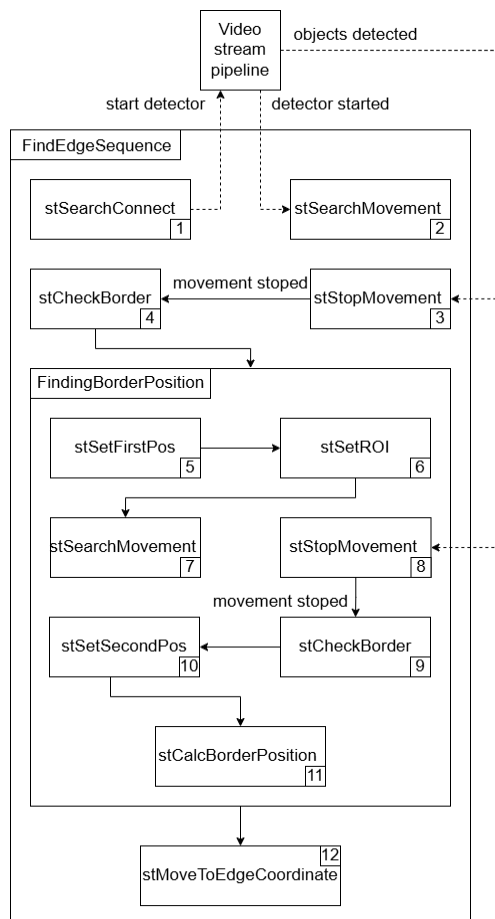 Video
stream
pipeline
objects detected
start detector
detector started
FindEdgeSequence
stSearchConnect
1
stSearchMovement
2
stCheckBorder
4
movement stoped
stStopMovement
3
FindingBorderPosition
stSetFirstPos
5
stSetROI
6
stSearchMovement
7
stStopMovement
8
movement stoped
stSetSecondPos
10
stCheckBorder
9
stCalcBorderPosition
11
12
stMoveToEdgeCoordinate